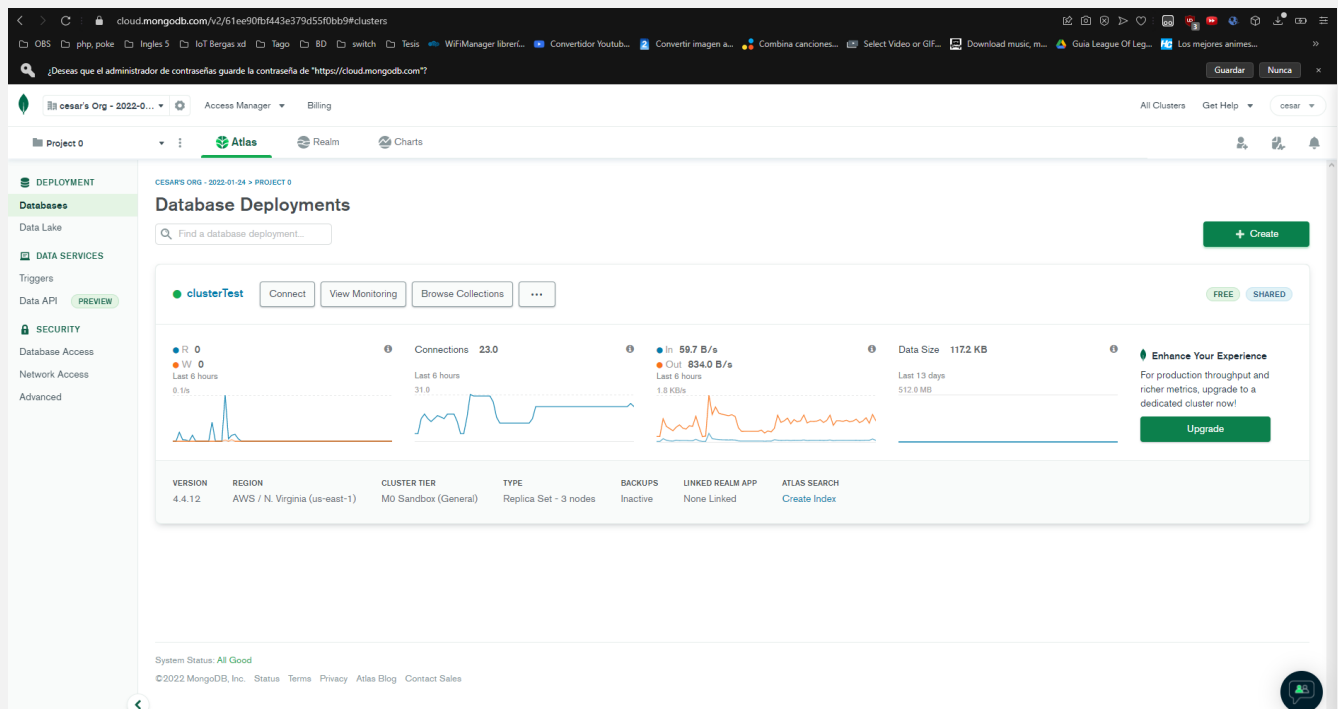 cloud.mongodb.com/v2/61ee90fbf443e379d55f0bb9#clusters
OBS php, poke Ingles 5 IoT Bergas xd Tago BD switch Tesis WiFiManager libreri... Convertidor Youtub... Convertir imagen a... Combina canciones... Select Video or GIF... Download music, m... Guia League Of Leg... Los mejores animes... »
¿Deseas que el administrador de contraseñas guarde la contraseña de "https://cloud.mongodb.com"? Guardar Nunca ×
cesar's Org - 2022-0... Access Manager Billing All Clusters Get Help cesar
Project 0 Atlas Realm Charts
DEPLOYMENT
Databases
Data Lake
DATA SERVICES
Triggers
Data API PREVIEW
SECURITY
Database Access
Network Access
Advanced
CESAR'S ORG - 2022-01-24 > PROJECT 0
Database Deployments
Find a database deployment...
+ Create
clusterTest Connect View Monitoring Browse Collections ... FREE SHARED
R 0
W 0
Last 6 hours
0.1/s
Connections 23.0
Last 6 hours
31.0
In 59.7 B/s
Out 834.0 B/s
Last 6 hours
1.8 KB/s
Data Size 117.2 KB
Last 13 days
512.0 MB
Enhance Your Experience
For production throughput and
richer metrics, upgrade to a
dedicated cluster now!
Upgrade
VERSION REGION CLUSTER TIER TYPE BACKUPS LINKED REALM APP ATLAS SEARCH
4.4.12 AWS / N. Virginia (us-east-1) M0 Sandbox (General) Replica Set - 3 nodes Inactive None Linked Create Index
System Status: All Good
©2022 MongoDB, Inc. Status Terms Privacy Atlas Blog Contact Sales